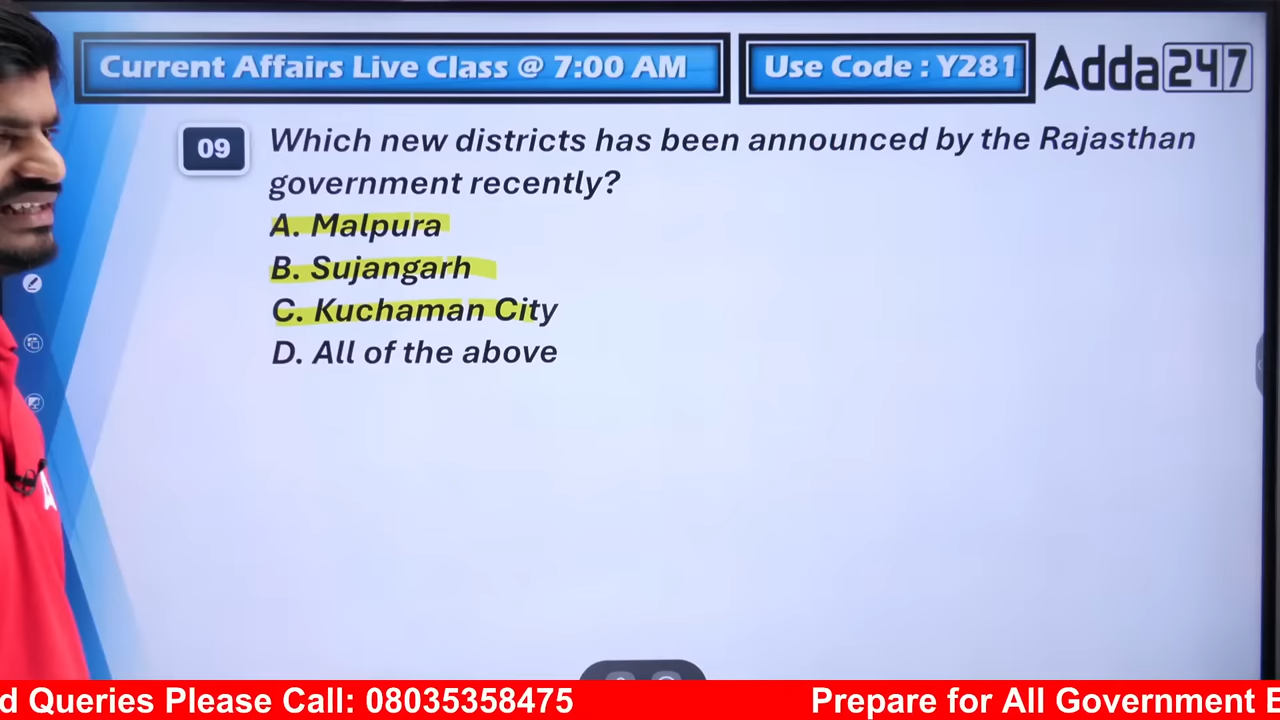 Current Affairs Live Class @ 7:00 AM
Use Code : Y281
Adda247
09
Which new districts has been announced by the Rajasthan
government recently?
A. Malpura
B. Sujangarh
C. Kuchaman City
D. All of the above
d Queries Please Call: 08035358475
Prepare for All Government E